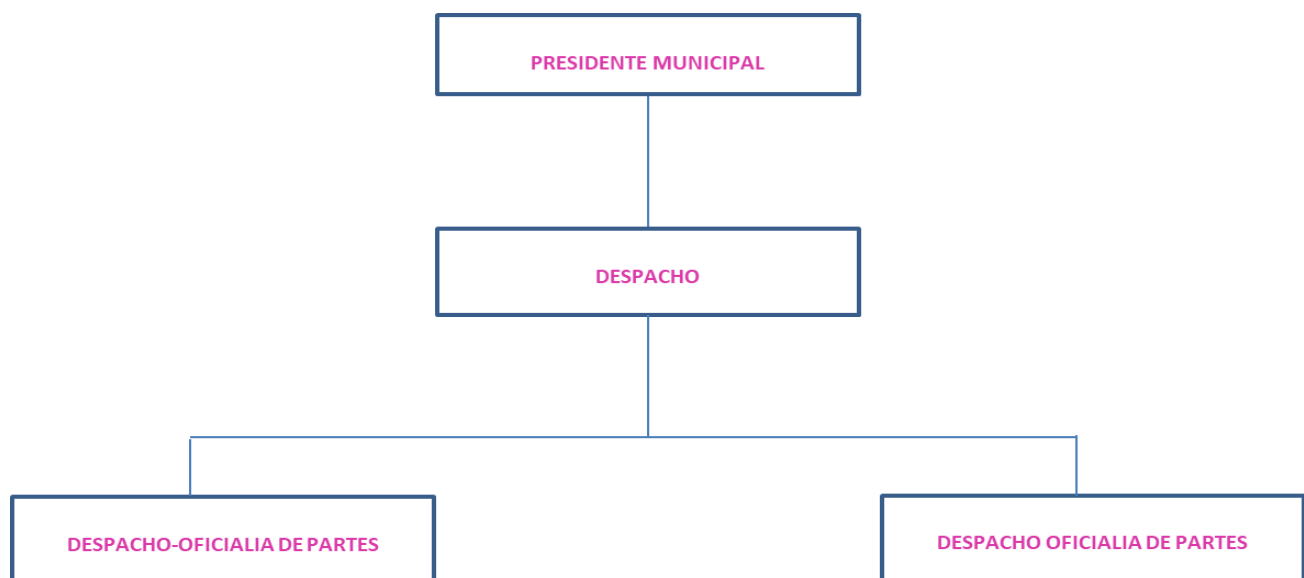 PRESIDENTE MUNICIPAL
DESPACHO
DESPACHO-OFICIALIA DE PARTES
DESPACHO OFICIALIA DE PARTES